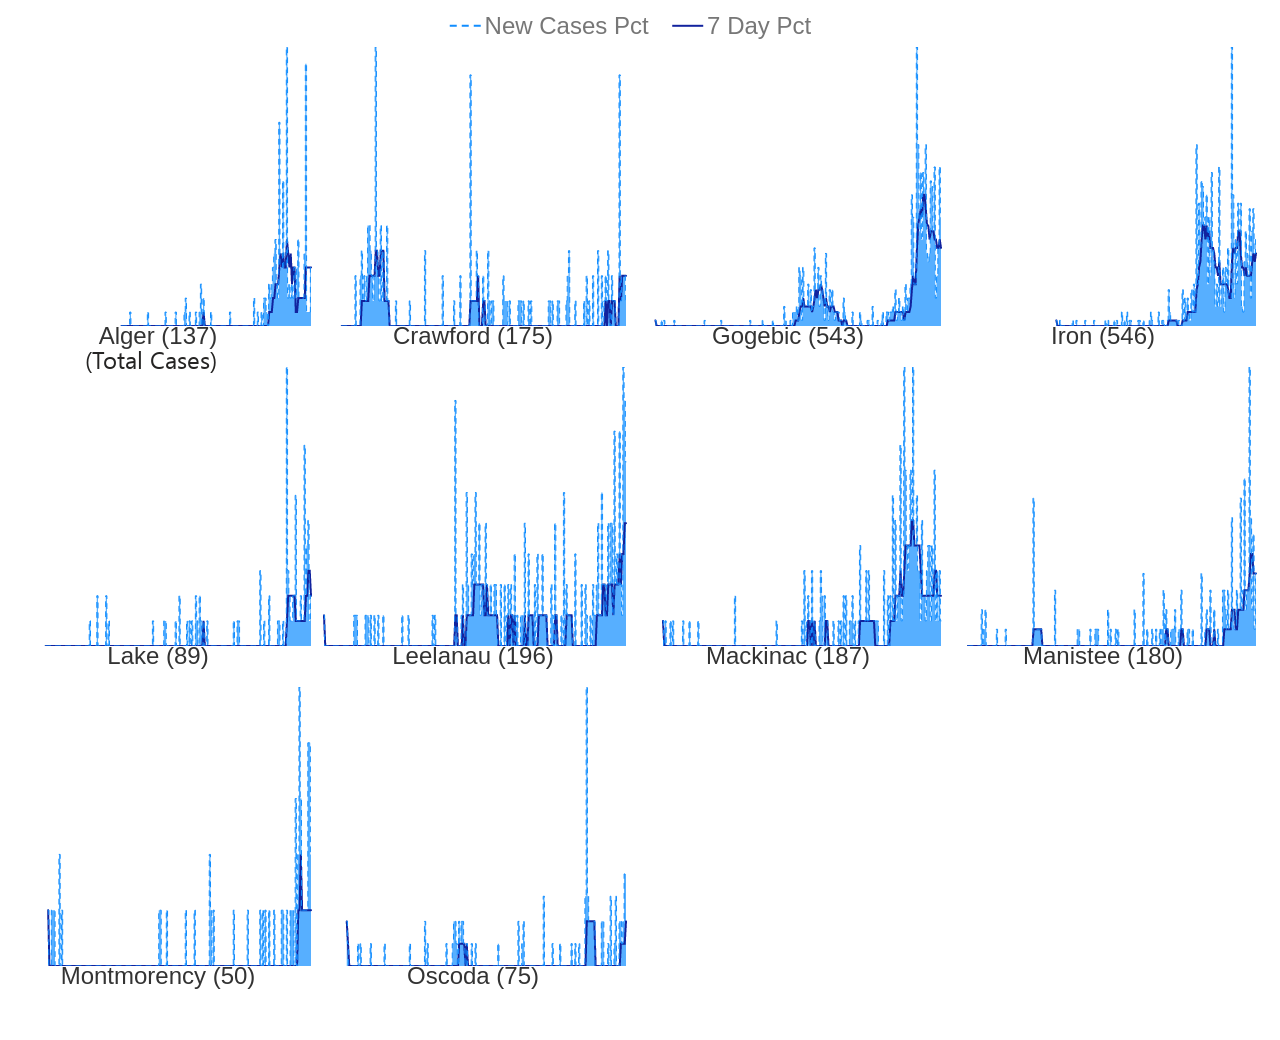 New Cases Pct 7 Day Pct
Alger (137)
(Total Cases)
Crawford (175)
Gogebic (543)
Iron (546)
Lake (89)
Leelanau (196)
Mackinac (187)
Manistee (180)
Montmorency (50)
Oscoda (75)